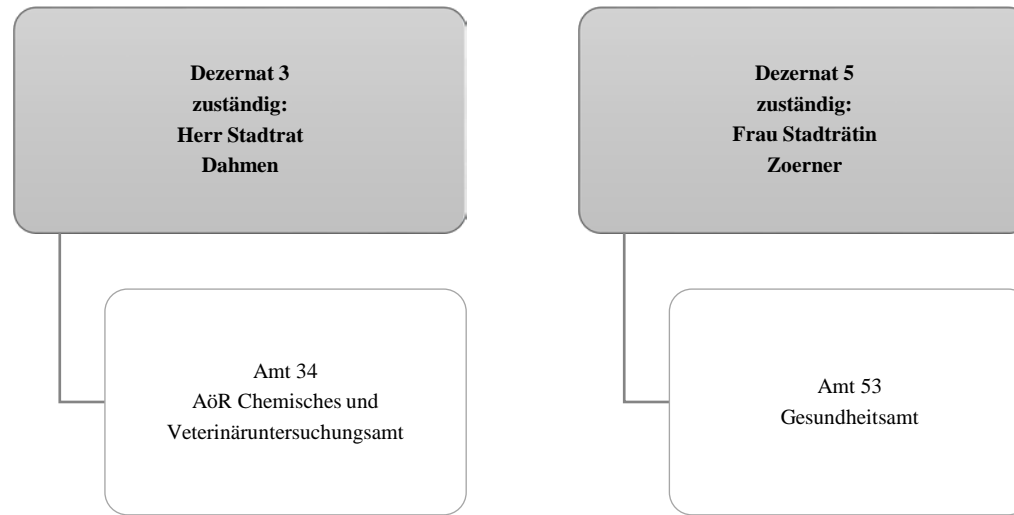 Dezernat 3
zuständig:
Herr Stadtrat
Dahmen
Amt 34
AöR Chemisches und
Veterinäruntersuchungsamt
Dezernat 5
zuständig:
Frau Stadträtin
Zoerner
Amt 53
Gesundheitsamt